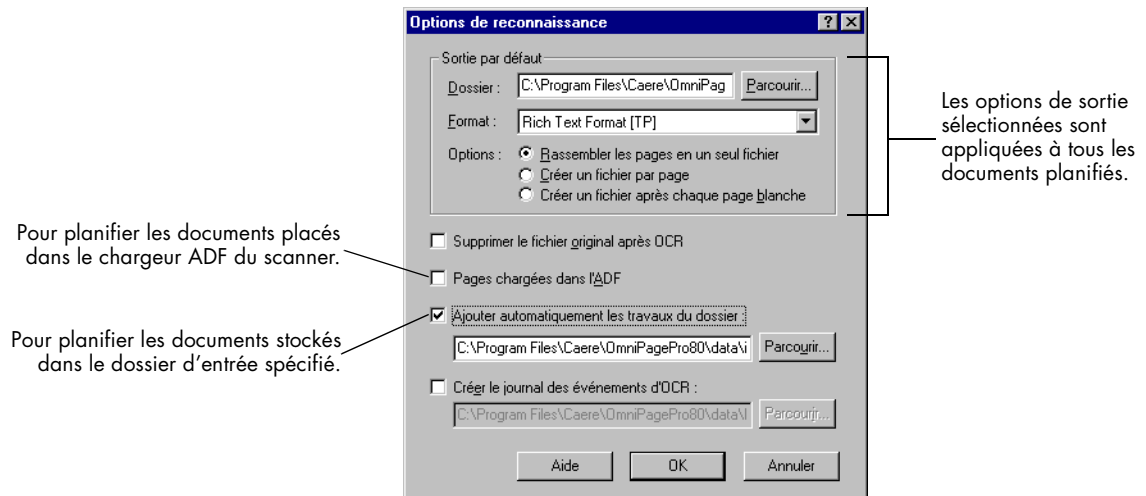 Options de reconnaissance
Sortie par défaut
Dossier :
C:\Program Files\Caere\OmniPag
Parcourir...
Format :
Rich Text Format [TP]
Options :
Rassembler les pages en un seul fichier
Créer un fichier par page
Créer un fichier après chaque page blanche
Les options de sortie
sélectionnées sont
appliquées à tous les
documents planifiés.
Supprimer le fichier original après OCR
Pour planifier les documents placés
dans le chargeur ADF du scanner.
Pages chargées dans l'ADF
Ajouter automatiquement les travaux du dossier :
Pour planifier les documents stockés
dans le dossier d’entrée spécifié.
C:\Program Files\Caere\OmniPagePro80\data\i
Parcourir...
Créer le journal des événements d'OCR :
C:\Program Files\Caere\OmniPagePro80\data\l
Parcourir...
Aide
OK
Annuler